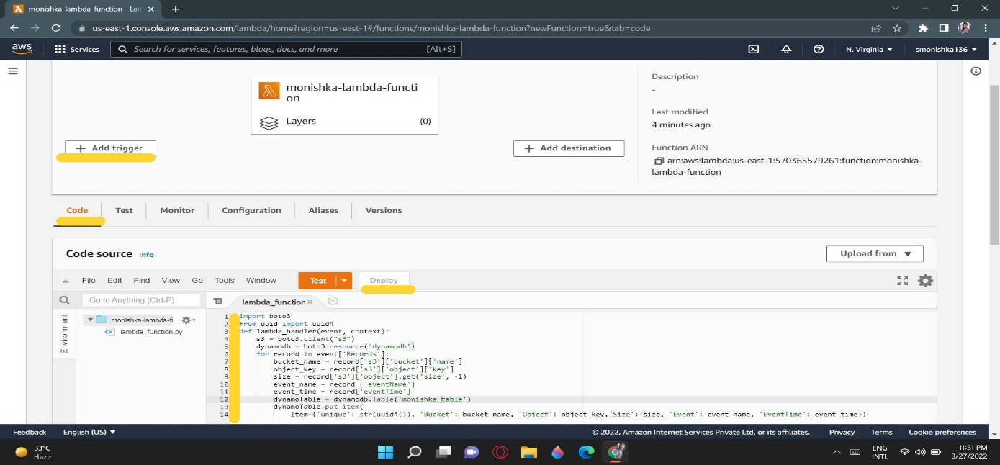 monishka-lambda-function - Lam
us-east-1.console.aws.amazon.com/lambda/home?region=us-east-1#/functions/monishka-lambda-function?newFunction=true&tab=code
aws
Services
Search for services, features, blogs, docs, and more
[Alt+S]
N. Virginia
smonishka136
monishka-lambda-functi
on
Layers
(0)
Add trigger
Add destination
Description
-
Last modified
4 minutes ago
Function ARN
arn:aws:lambda:us-east-1:570365579261:function:monishka-
lambda-function
Code
Test
Monitor
Configuration
Aliases
Versions
Code source Info
Upload from
File Edit Find View Go Tools Window
Test
Deploy
Go to Anything (Ctrl-P)
lambda_function
Environment
monishka-lambda-f
lambda_function.py
1 import boto3
2 from uuid import uuid4
3 def lambda_handler(event, context):
4 s3 = boto3.client("s3")
5 dynamodb = boto3.resource('dynamodb')
6 for record in event['Records']:
7 bucket_name = record['s3']['bucket']['name']
8 object_key = record['s3']['object']['key']
9 size = record['s3']['object'].get('size', -1)
10 event_name = record ['eventName']
11 event_time = record['eventTime']
12 dynamoTable = dynamodb.Table('monishka_table')
13 dynamoTable.put_item(
14 Item={'unique': str(uuid4()), 'Bucket': bucket_name, 'Object': object_key,'Size': size, 'Event': event_name, 'EventTime': event_time})
Feedback
English (US)
© 2022, Amazon Internet Services Private Ltd. or its affiliates.
Privacy
Terms
Cookie preferences
33°C
Haze
ENG
INTL
11:51 PM
3/27/2022